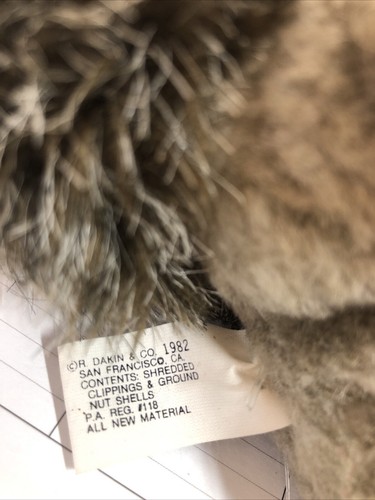 ©R. DAKIN & CO. 1982
SAN FRANCISCO, CA.
CONTENTS: SHREDDED
CLIPPINGS & GROUND
NUT SHELLS
P.A. REG. #118
ALL NEW MATERIAL